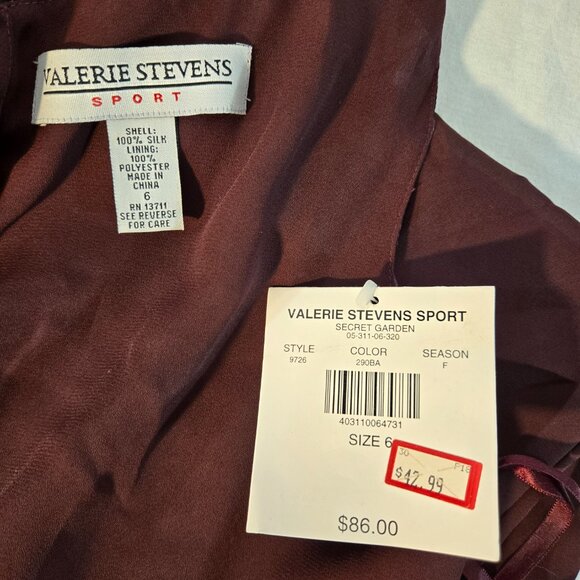 VALERIE STEVENS
SPORT
SHELL:
100% SILK
LINING:
100%
POLYESTER
MADE IN
CHINA
6
RN 13711
SEE REVERSE
FOR CARE
VALERIE STEVENS SPORT
SECRET GARDEN
05-311-06-320
STYLE COLOR SEASON
9726 290BA F
403110064731
SIZE 6
30 F18
$42.99
$86.00